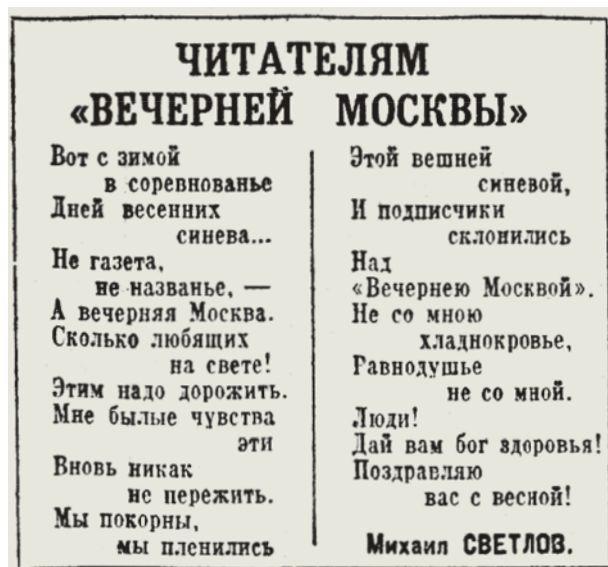 ЧИТАТЕЛЯМ
«ВЕЧЕРНЕЙ МОСКВЫ»
Вот с зимой
в соревнованье
Дней весенних
синева...
Не газета,
не названье, —
А вечерняя Москва.
Сколько любящих
на свете!
Этим надо дорожить.
Мне былые чувства
эти
Вновь никак
не пережить.
Мы покорны,
мы пленились
Этой вешней
синевой,
И подписчики
склонились
Над
«Вечернею Москвой».
Не со мною
хладнокровье,
Равнодушье
не со мной.
Люди!
Дай вам бог здоровья!
Поздравляю
вас с весной!
Михаил СВЕТЛОВ.